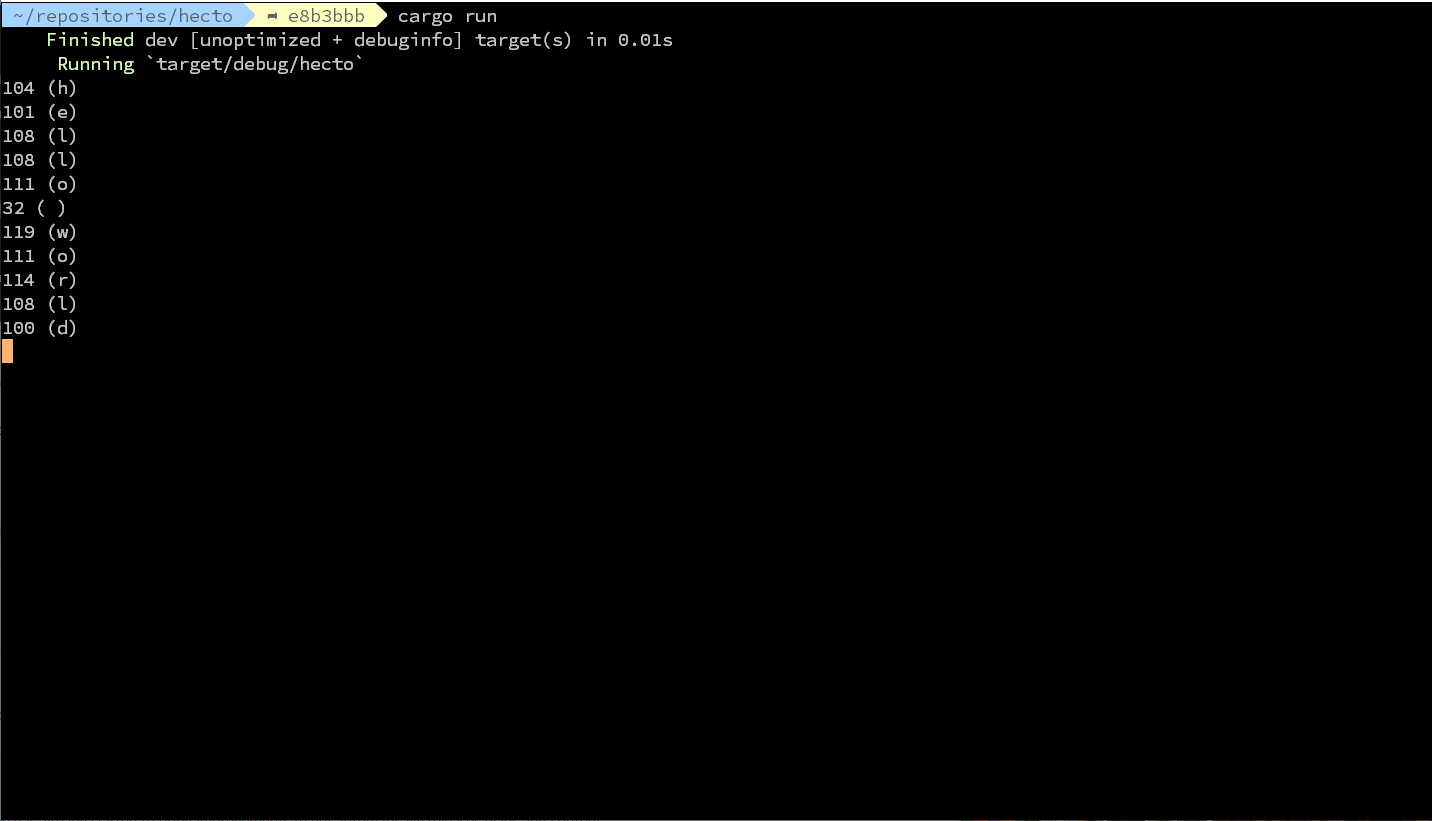 ~/repositories/hecto ➦ e8b3bbb cargo run
Finished dev [unoptimized + debuginfo] target(s) in 0.01s
Running `target/debug/hecto`
104 (h)
101 (e)
108 (l)
108 (l)
111 (o)
32 ( )
119 (w)
111 (o)
114 (r)
108 (l)
100 (d)